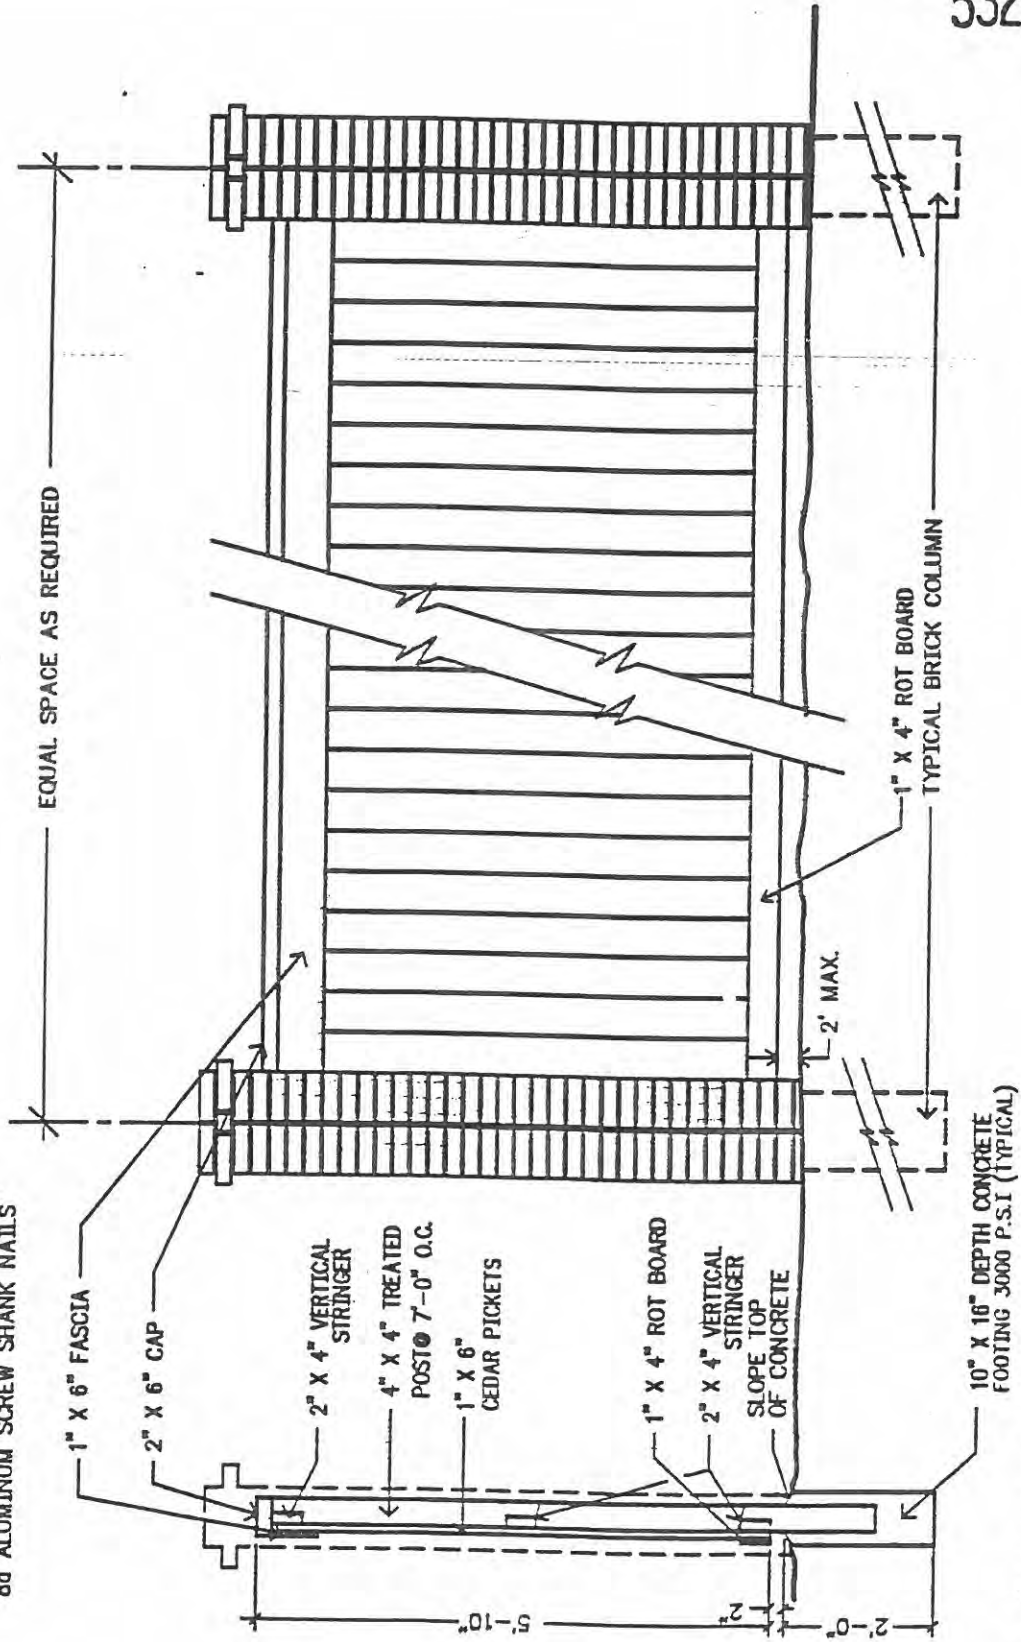 EQUAL SPACE AS REQUIRED
1" X 6" FASCIA
2" X 6" CAP
2" X 4" VERTICAL
STRINGER
4" X 4" TREATED
POST@ 7'-0" O.C.
1" X 6"
CEDAR PICKETS
1" X 4" ROT BOARD
2" X 4" VERTICAL
STRINGER
SLOPE TOP
OF CONCRETE
5'-10"
2"
2'-0"
2' MAX.
1" X 4" ROT BOARD
TYPICAL BRICK COLUMN
10" X 16" DEPTH CONCRETE
FOOTING 3000 P.S.I (TYPICAL)
8d ALUMINUM SCREW SHANK NAILS